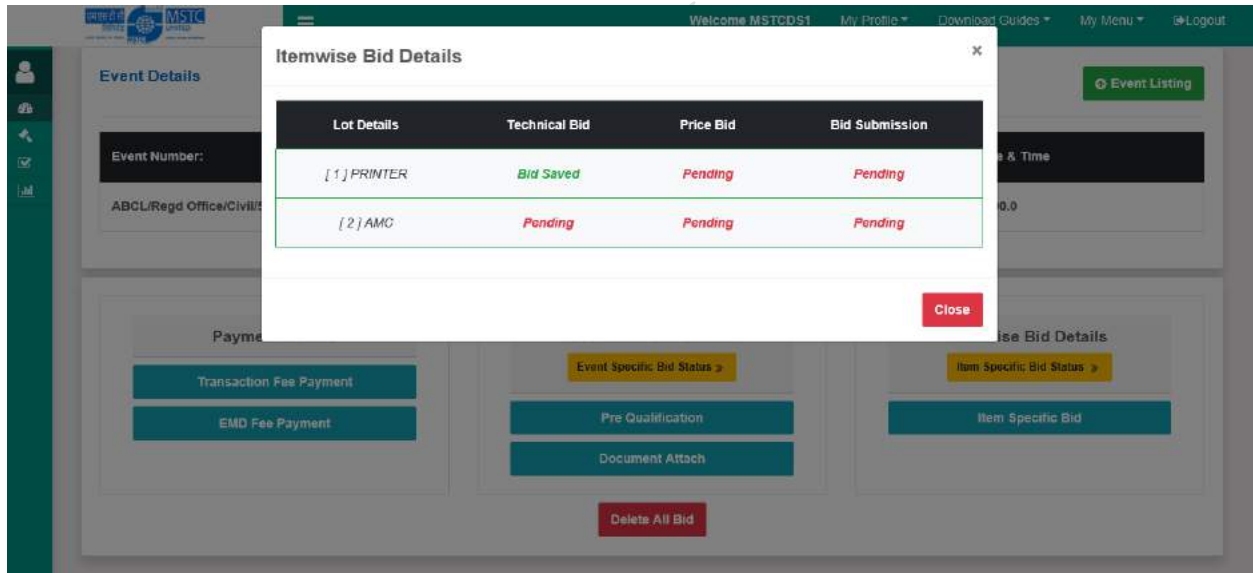 MSTC
Welcome MSTCDS1 My Profile Download Guides My Menu Logout
Itemwise Bid Details ×
Event Details
Event Listing
Lot Details Technical Bid Price Bid Bid Submission
Event Number: & Time
[ 1 ] PRINTER Bid Saved Pending Pending
ABCL/Regd Office/Civil/ 0.0
[ 2 ] AMC Pending Pending Pending
Close
Payme ise Bid Details
Event Specific Bid Status » Item Specific Bid Status »
Transaction Fee Payment
Pre Qualification Item Specific Bid
EMD Fee Payment
Document Attach
Delete All Bid